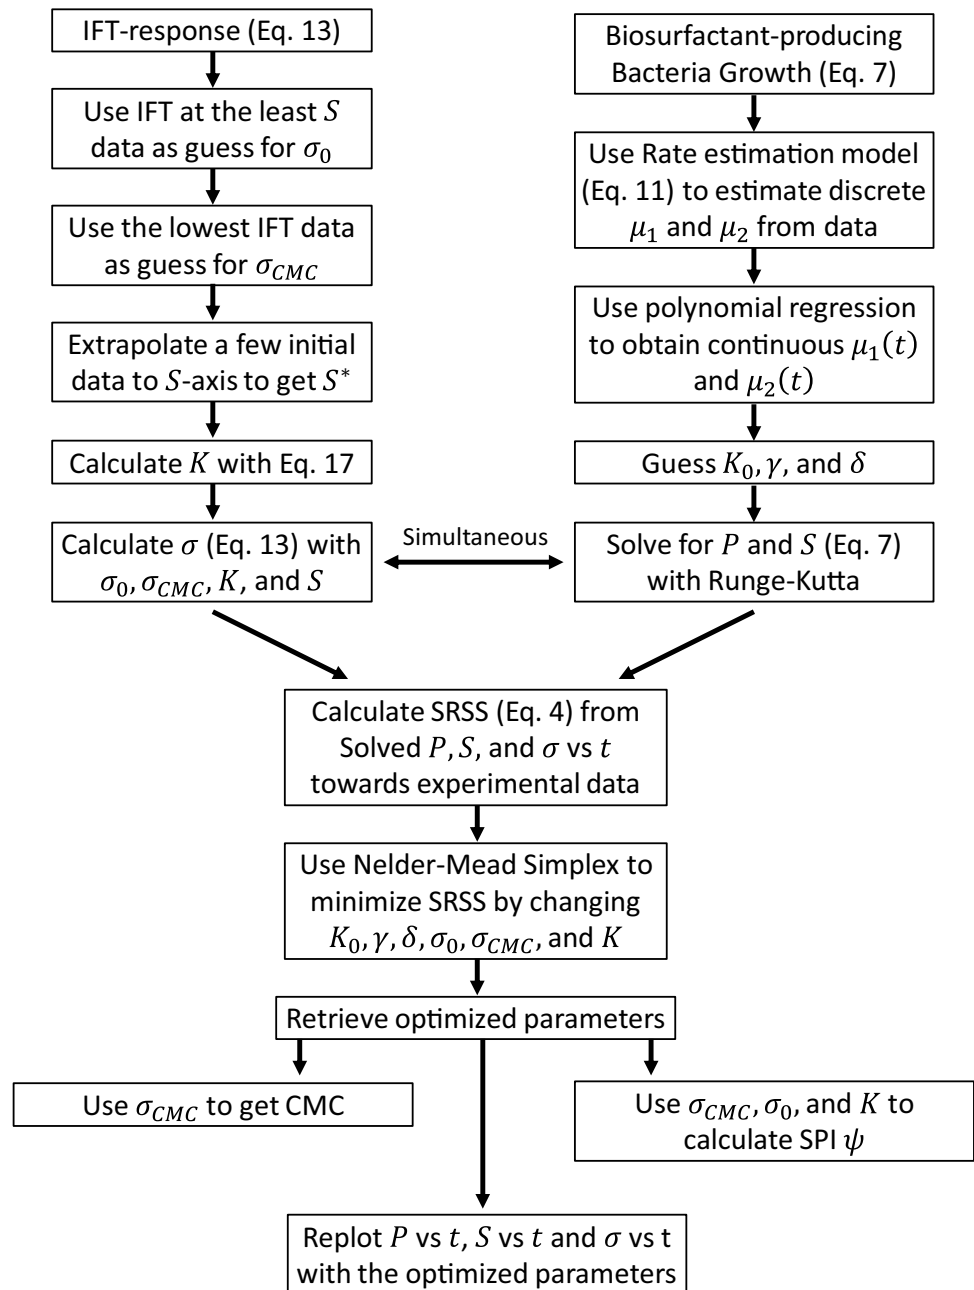 IFT-response (Eq. 13)
Use IFT at the least S
data as guess for σ₀
Use the lowest IFT data
as guess for σ_CMC
Extrapolate a few initial
data to S-axis to get S*
Calculate K with Eq. 17
Calculate σ (Eq. 13) with
σ₀, σ_CMC, K, and S
Biosurfactant-producing
Bacteria Growth (Eq. 7)
Use Rate estimation model
(Eq. 11) to estimate discrete
μ₁ and μ₂ from data
Use polynomial regression
to obtain continuous μ₁(t)
and μ₂(t)
Guess K₀, γ, and δ
Solve for P and S (Eq. 7)
with Runge-Kutta
Simultaneous
Calculate SRSS (Eq. 4) from
Solved P, S, and σ vs t
towards experimental data
Use Nelder-Mead Simplex to
minimize SRSS by changing
K₀, γ, δ, σ₀, σ_CMC, and K
Retrieve optimized parameters
Use σ_CMC to get CMC
Use σ_CMC, σ₀, and K to
calculate SPI ψ
Replot P vs t, S vs t and σ vs t
with the optimized parameters